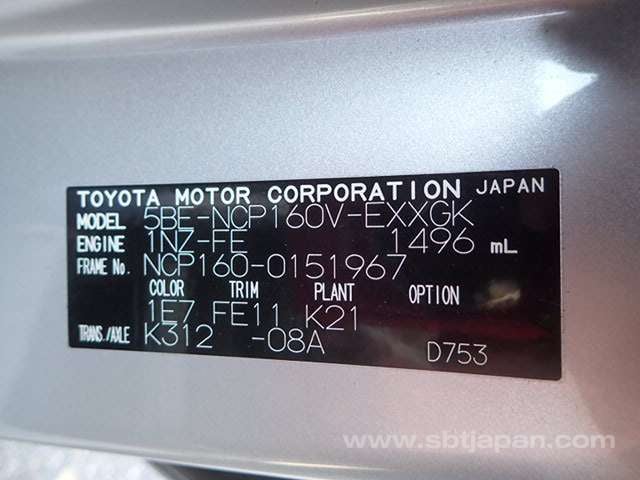 TOYOTA MOTOR CORPORATION JAPAN
MODEL 5BE-NCP160V-EXXGK
ENGINE 1NZ-FE 1496 mL
FRAME No. NCP160-0151967
COLOR TRIM PLANT OPTION
1E7 FE11 K21
TRANS./AXLE K312 -08A D753
www.sbtjapan.com